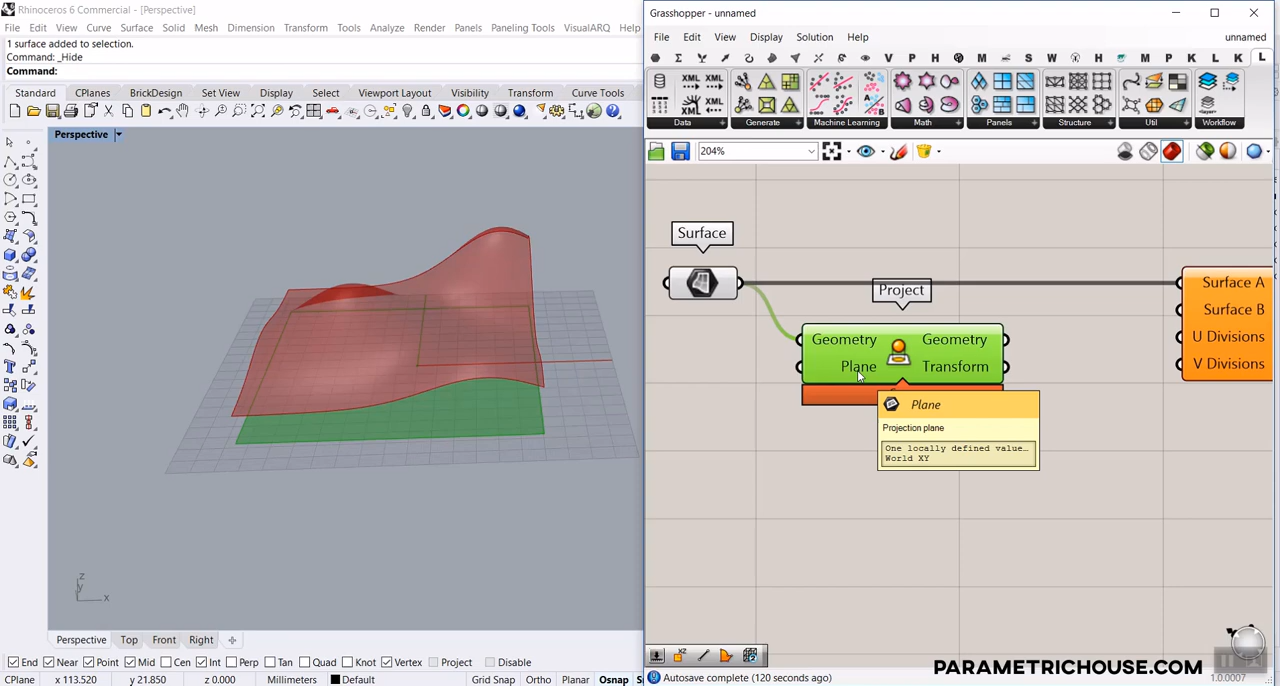 Rhinoceros 6 Commercial - [Perspective]
File Edit View Curve Surface Solid Mesh Dimension Transform Tools Analyze Render Panels Paneling Tools VisualARQ Help
1 surface added to selection.
Command: _Hide
Command:
Standard CPlanes BrickDesign Set View Display Select Viewport Layout Visibility Transform Curve Tools
Perspective
z
y
x
Perspective Top Front Right
End Near Point Mid Cen Int Perp Tan Quad Knot Vertex Project Disable
CPlane x 113.520 y 21.850 z 0.000 Millimeters Default Grid Snap Ortho Planar Osnap
Grasshopper - unnamed
File Edit View Display Solution Help unnamed
V P H M S W H M P K L K L
XML XML
XML XML
Data Generate Machine Learning Math Panels Structure Util Workflow
204%
Surface
Project
Geometry Geometry
Plane Transform
Surface A
Surface B
U Divisions
V Divisions
Plane
Projection plane
One locally defined value…
World XY
PARAMETRICHOUSE.COM
Autosave complete (120 seconds ago)
1.0.0007